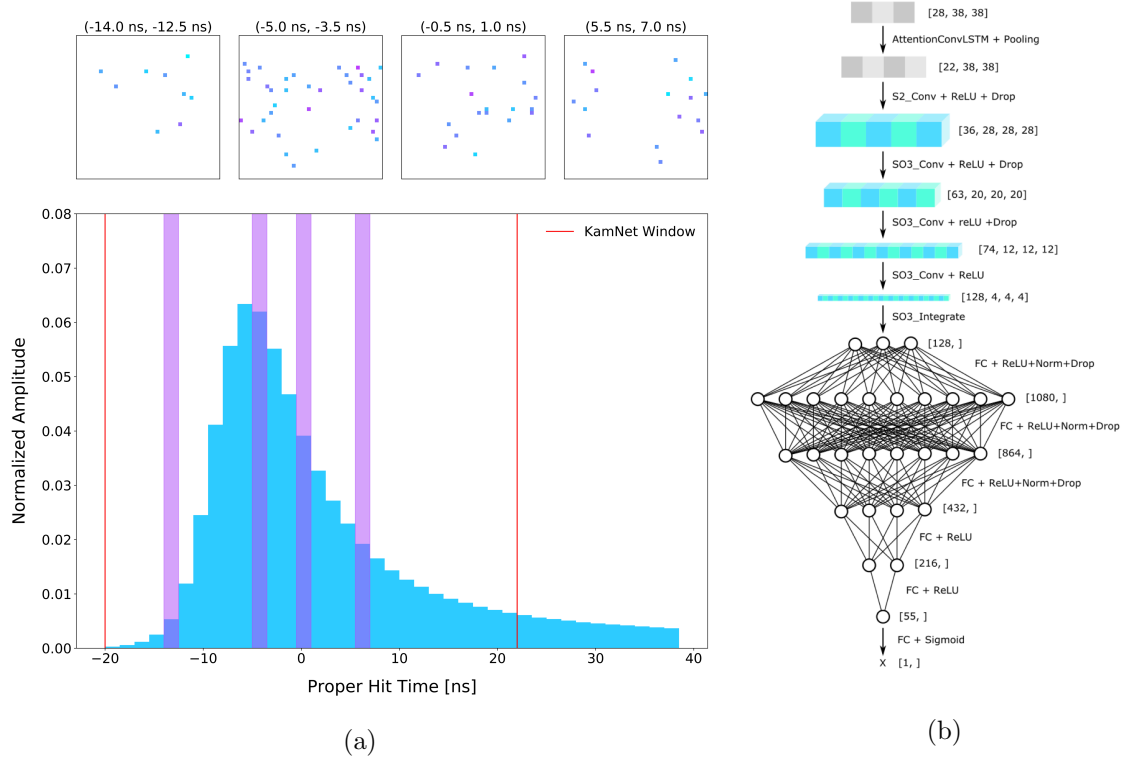 (-14.0 ns, -12.5 ns)
(-5.0 ns, -3.5 ns)
(-0.5 ns, 1.0 ns)
(5.5 ns, 7.0 ns)
KamNet Window
0.08
0.07
0.06
0.05
0.04
0.03
0.02
0.01
0.00
Normalized Amplitude
−20
−10
0
10
20
30
40
Proper Hit Time [ns]
(a)
[28, 38, 38]
AttentionConvLSTM + Pooling
[22, 38, 38]
S2_Conv + ReLU + Drop
[36, 28, 28, 28]
SO3_Conv + ReLU + Drop
[63, 20, 20, 20]
SO3_Conv + reLU +Drop
[74, 12, 12, 12]
SO3_Conv + ReLU
[128, 4, 4, 4]
SO3_Integrate
[128, ]
FC + ReLU+Norm+Drop
[1080, ]
FC + ReLU+Norm+Drop
[864, ]
FC + ReLU+Norm+Drop
[432, ]
FC + ReLU
[216, ]
FC + ReLU
[55, ]
FC + Sigmoid
X [1, ]
(b)